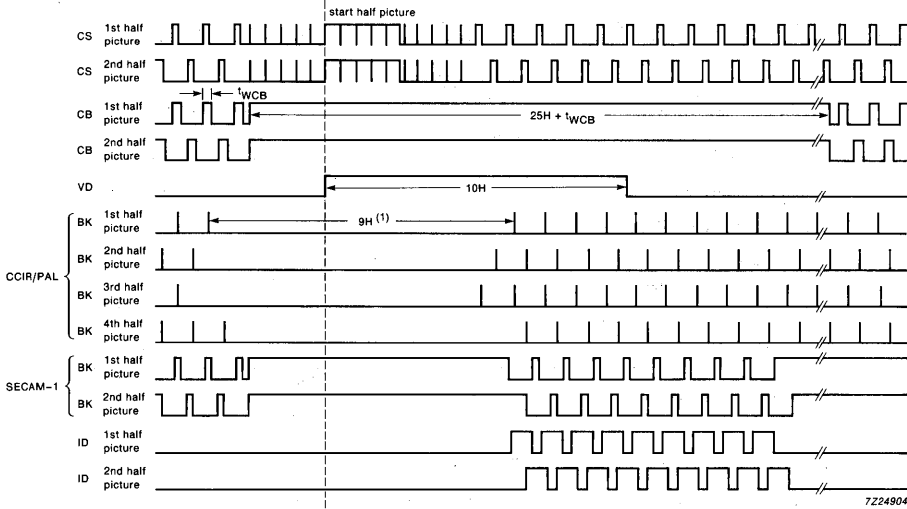 start half picture
CS 1st half picture
CS 2nd half picture
tWCB
CB 1st half picture
25H + tWCB
CB 2nd half picture
VD
10H
CCIR/PAL
BK 1st half picture
9H (1)
BK 2nd half picture
BK 3rd half picture
BK 4th half picture
SECAM-1
BK 1st half picture
BK 2nd half picture
ID 1st half picture
ID 2nd half picture
7Z24904